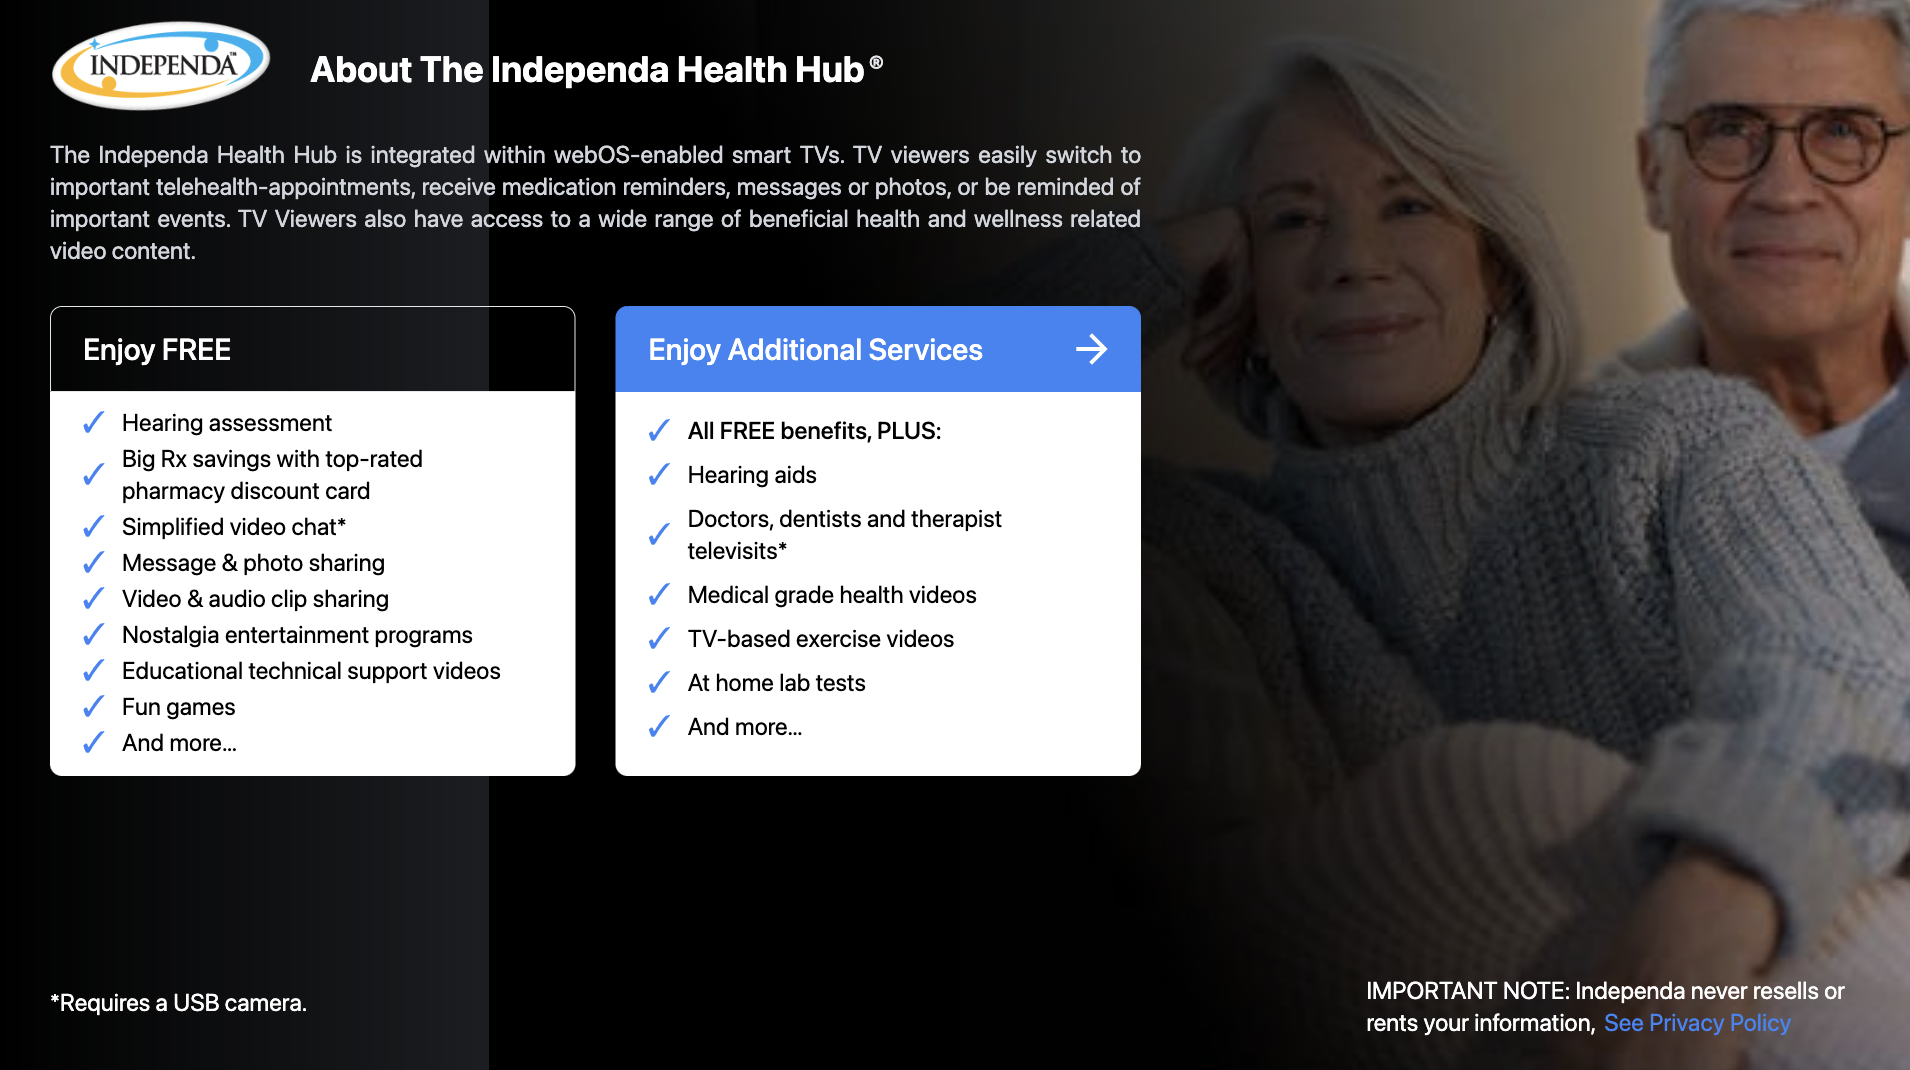 INDEPENDA™
About The Independa Health Hub®
The Independa Health Hub is integrated within webOS-enabled smart TVs. TV viewers easily switch to
important telehealth-appointments, receive medication reminders, messages or photos, or be reminded of
important events. TV Viewers also have access to a wide range of beneficial health and wellness related
video content.
Enjoy FREE
Hearing assessment
Big Rx savings with top-rated
pharmacy discount card
Simplified video chat*
Message & photo sharing
Video & audio clip sharing
Nostalgia entertainment programs
Educational technical support videos
Fun games
And more...
Enjoy Additional Services
All FREE benefits, PLUS:
Hearing aids
Doctors, dentists and therapist
televisits*
Medical grade health videos
TV-based exercise videos
At home lab tests
And more...
*Requires a USB camera.
IMPORTANT NOTE: Independa never resells or
rents your information, See Privacy Policy